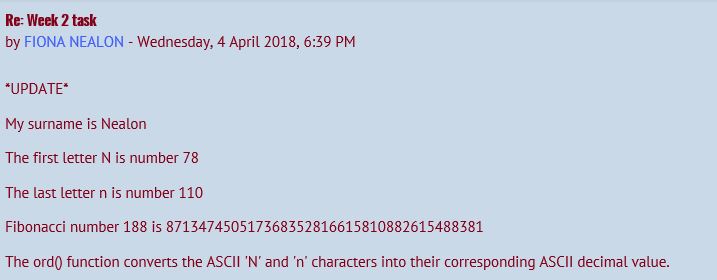 Re: Week 2 task
by FIONA NEALON - Wednesday, 4 April 2018, 6:39 PM
*UPDATE*
My surname is Nealon
The first letter N is number 78
The last letter n is number 110
Fibonacci number 188 is 871347450517368352816615810882615488381
The ord() function converts the ASCII 'N' and 'n' characters into their corresponding ASCII decimal value.